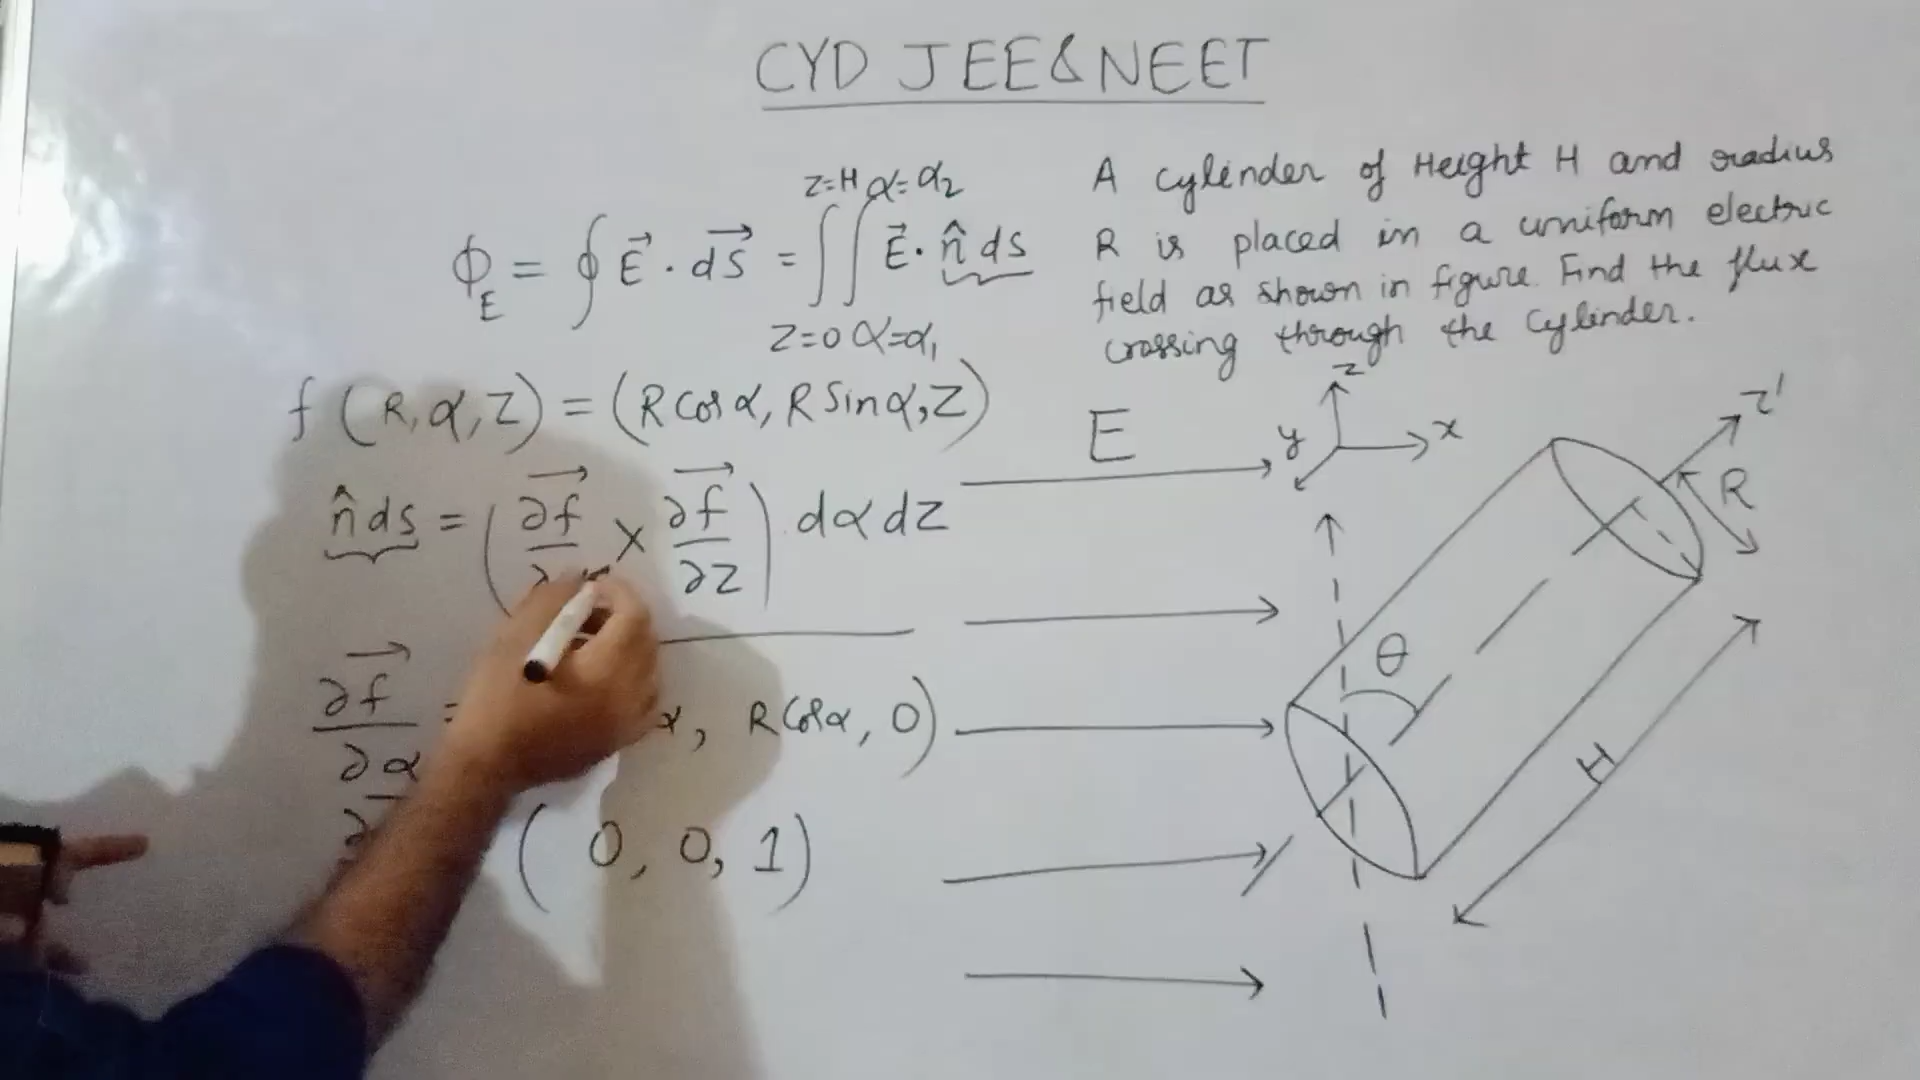 CYD JEE&NEET
Z=H α=α₂
Φ_E = ∮ E⃗ . d⃗s = ∫∫ E⃗ . n̂ ds
Z=0 α=α₁
f (R, α, Z) = (R Cos α, R Sin α, Z)
n̂ ds = (∂f⃗/∂ × ∂f⃗/∂Z) dα dZ
∂f⃗/∂α = α, R Cos α, 0)
∂
( 0, 0, 1)
A cylinder of Height H and radius
R is placed in a uniform electric
field as shown in figure. Find the flux
crossing through the cylinder.
E
z
y
x
z'
R
θ
H